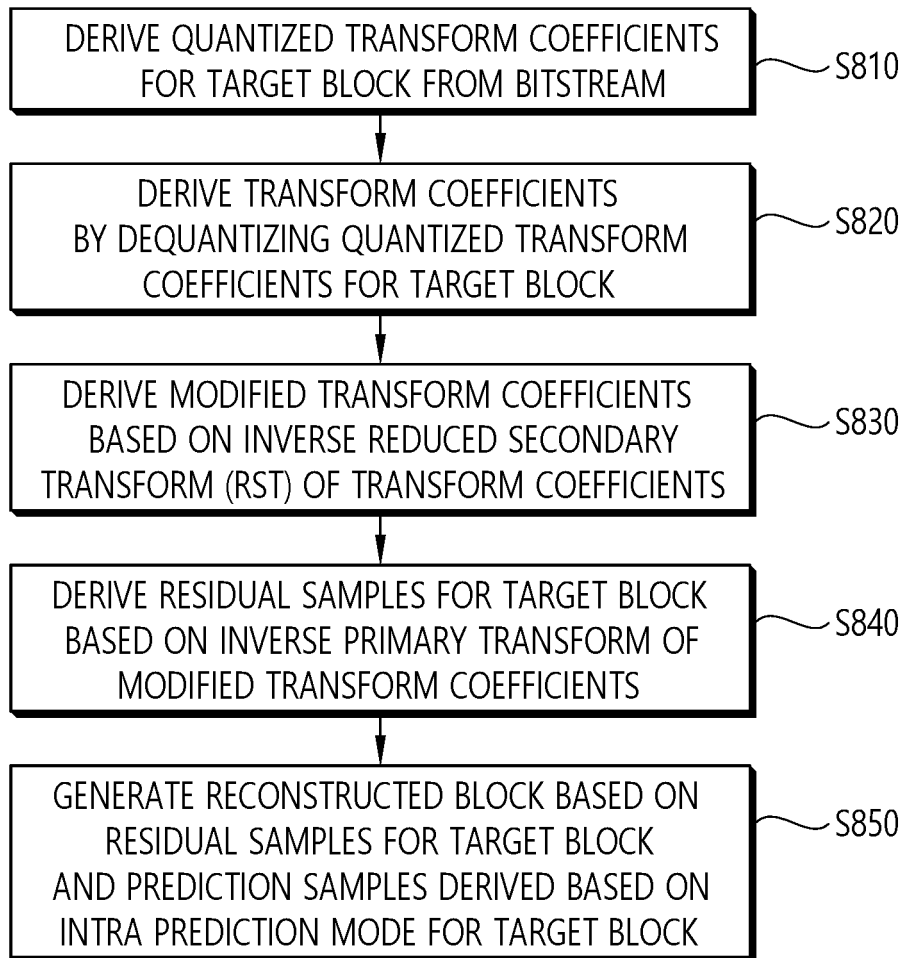 DERIVE QUANTIZED TRANSFORM COEFFICIENTS
FOR TARGET BLOCK FROM BITSTREAM
S810
DERIVE TRANSFORM COEFFICIENTS
BY DEQUANTIZING QUANTIZED TRANSFORM
COEFFICIENTS FOR TARGET BLOCK
S820
DERIVE MODIFIED TRANSFORM COEFFICIENTS
BASED ON INVERSE REDUCED SECONDARY
TRANSFORM (RST) OF TRANSFORM COEFFICIENTS
S830
DERIVE RESIDUAL SAMPLES FOR TARGET BLOCK
BASED ON INVERSE PRIMARY TRANSFORM OF
MODIFIED TRANSFORM COEFFICIENTS
S840
GENERATE RECONSTRUCTED BLOCK BASED ON
RESIDUAL SAMPLES FOR TARGET BLOCK
AND PREDICTION SAMPLES DERIVED BASED ON
INTRA PREDICTION MODE FOR TARGET BLOCK
S850